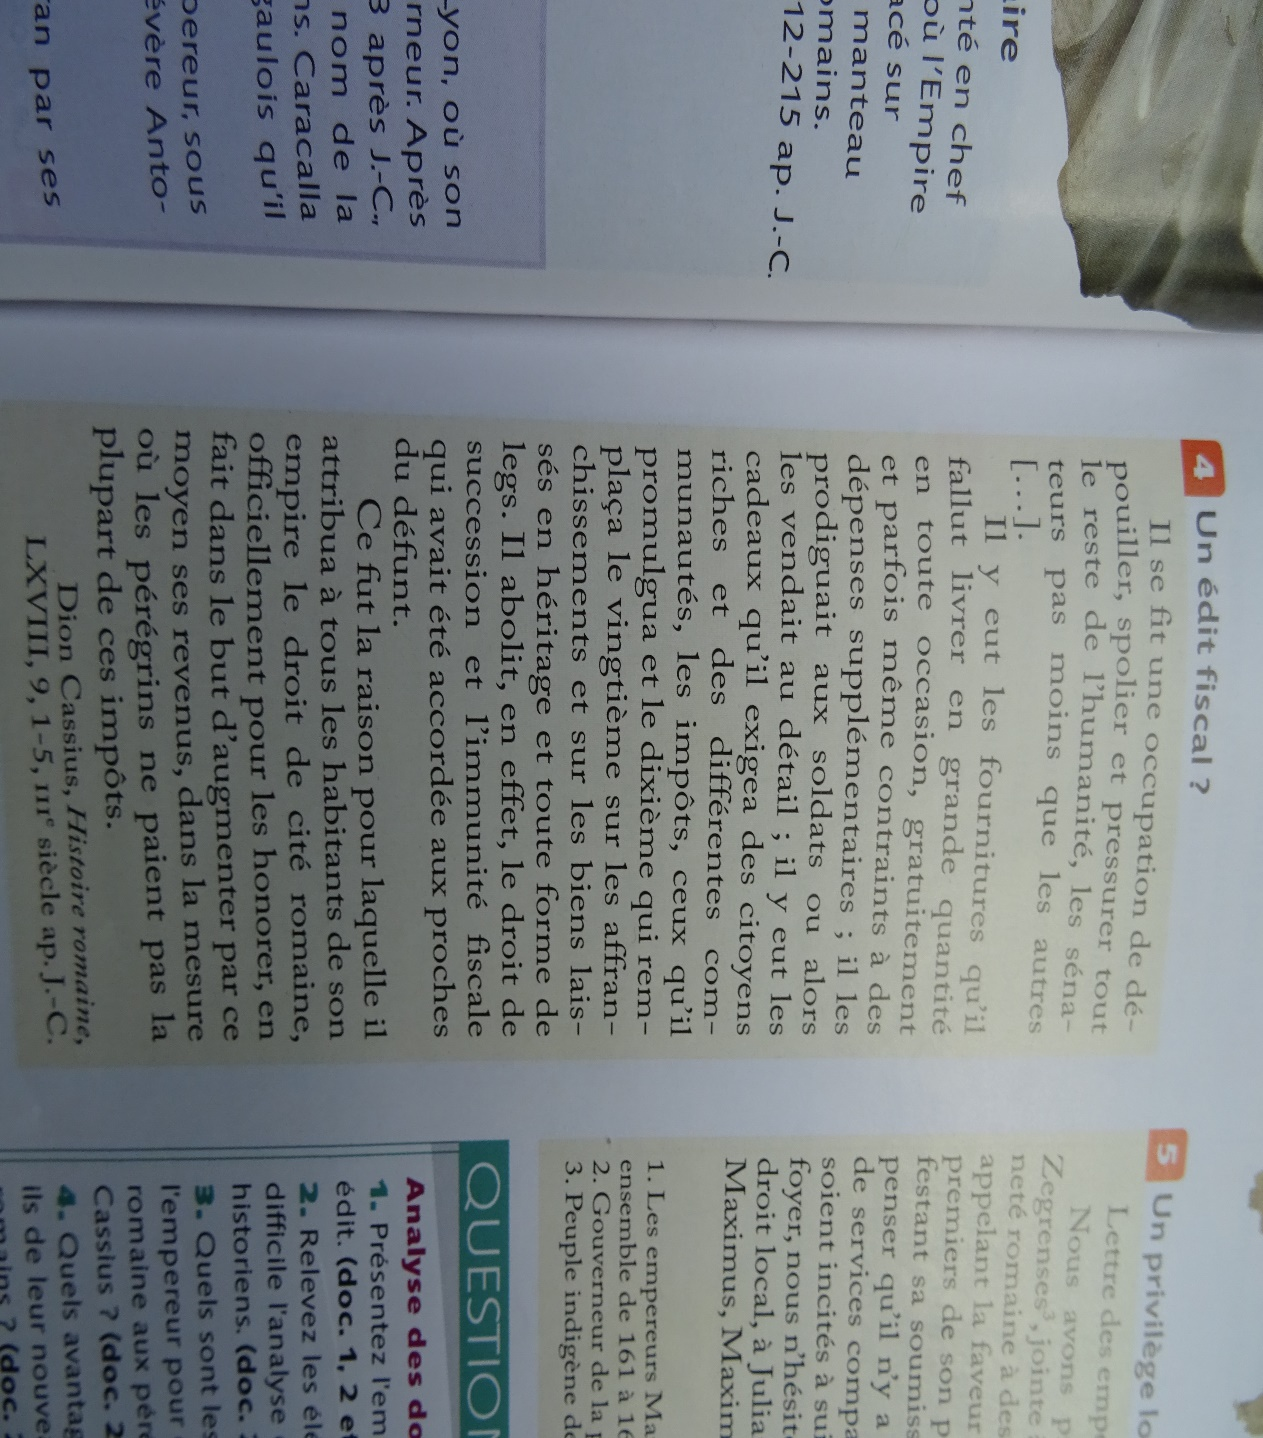 ire
nté en chef
où l'Empire
acé sur
manteau
omains.
12-215 ap. J.-C.
-yon, où son
rmeur. Après
3 après J.-C.,
nom de la
ns. Caracalla
gaulois qu'il
pereur, sous
évère Anto-
ran par ses
4 Un édit fiscal ?
Il se fit une occupation de dé-
pouiller, spolier et pressurer tout
le reste de l'humanité, les séna-
teurs pas moins que les autres
[…].
Il y eut les fournitures qu'il
fallut livrer en grande quantité
en toute occasion, gratuitement
et parfois même contraints à des
dépenses supplémentaires ; il les
prodiguait aux soldats ou alors
les vendait au détail ; il y eut les
cadeaux qu'il exigea des citoyens
riches et des différentes com-
munautés, les impôts, ceux qu'il
promulgua et le dixième qui rem-
plaça le vingtième sur les affran-
chissements et sur les biens lais-
sés en héritage et toute forme de
legs. Il abolit, en effet, le droit de
succession et l'immunité fiscale
qui avait été accordée aux proches
du défunt.
Ce fut la raison pour laquelle il
attribua à tous les habitants de son
empire le droit de cité romaine,
officiellement pour les honorer, en
fait dans le but d'augmenter par ce
moyen ses revenus, dans la mesure
où les pérégrins ne paient pas la
plupart de ces impôts.
Dion Cassius, Histoire romaine,
LXVIII, 9, 1-5, IIIe siècle ap. J.-C.
5 Un privilège lo
Lettre des emp
Nous avons p
Zegrenses3, jointe
neté romaine à des
appelant la faveur
premiers de son p
festant sa soumiss
penser qu'il n'y a
de services compa
soient incités à sui
foyer, nous n'hésit
droit local, à Julia
Maximus, Maxim
1. Les empereurs Ma
ensemble de 161 à 16
2. Gouverneur de la
3. Peuple indigène de
QUESTION
Analyse des do
1. Présentez l'em
édit. (doc. 1, 2 et
2. Relevez les élé
difficile l'analyse
historiens. (doc.
3. Quels sont les
l'empereur pour
romaine aux pér
Cassius ? (doc. 2
4. Quels avantag
ils de leur nouve
(doc.